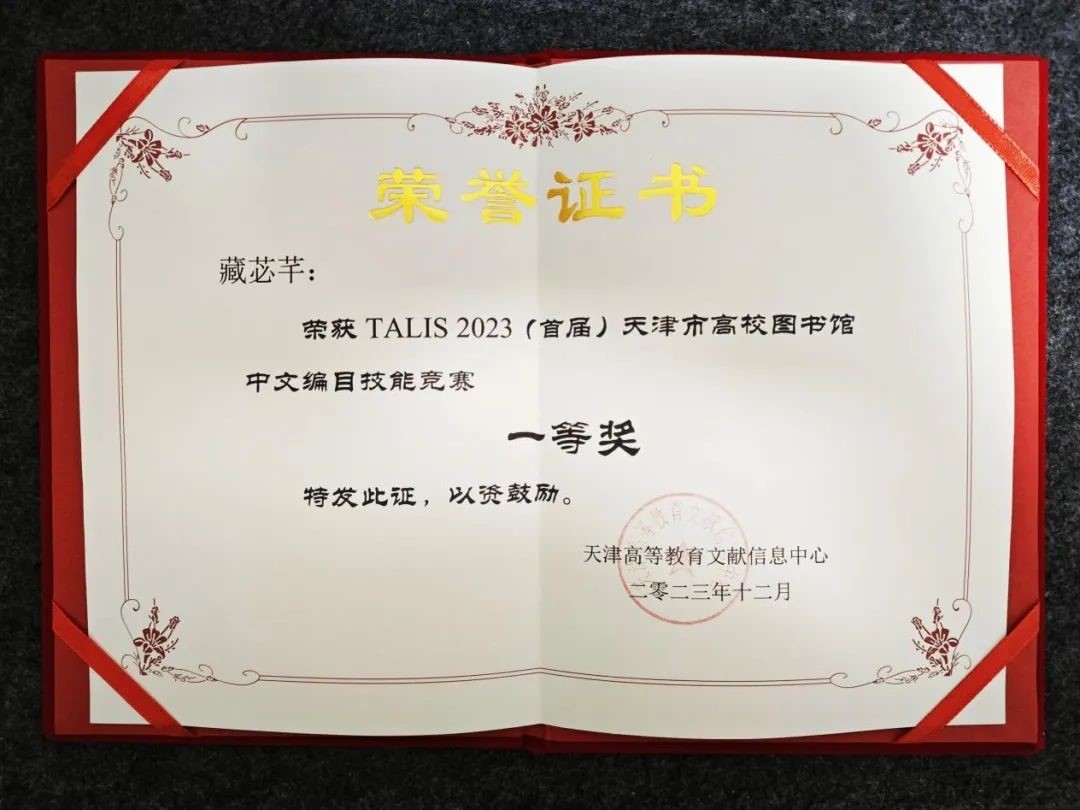 荣誉证书
藏苾芊：
荣获 TALIS 2023（首届）天津市高校图书馆
中文编目技能竞赛
一等奖
特发此证，以资鼓励。
天津高等教育文献信息中心
二零二三年十二月